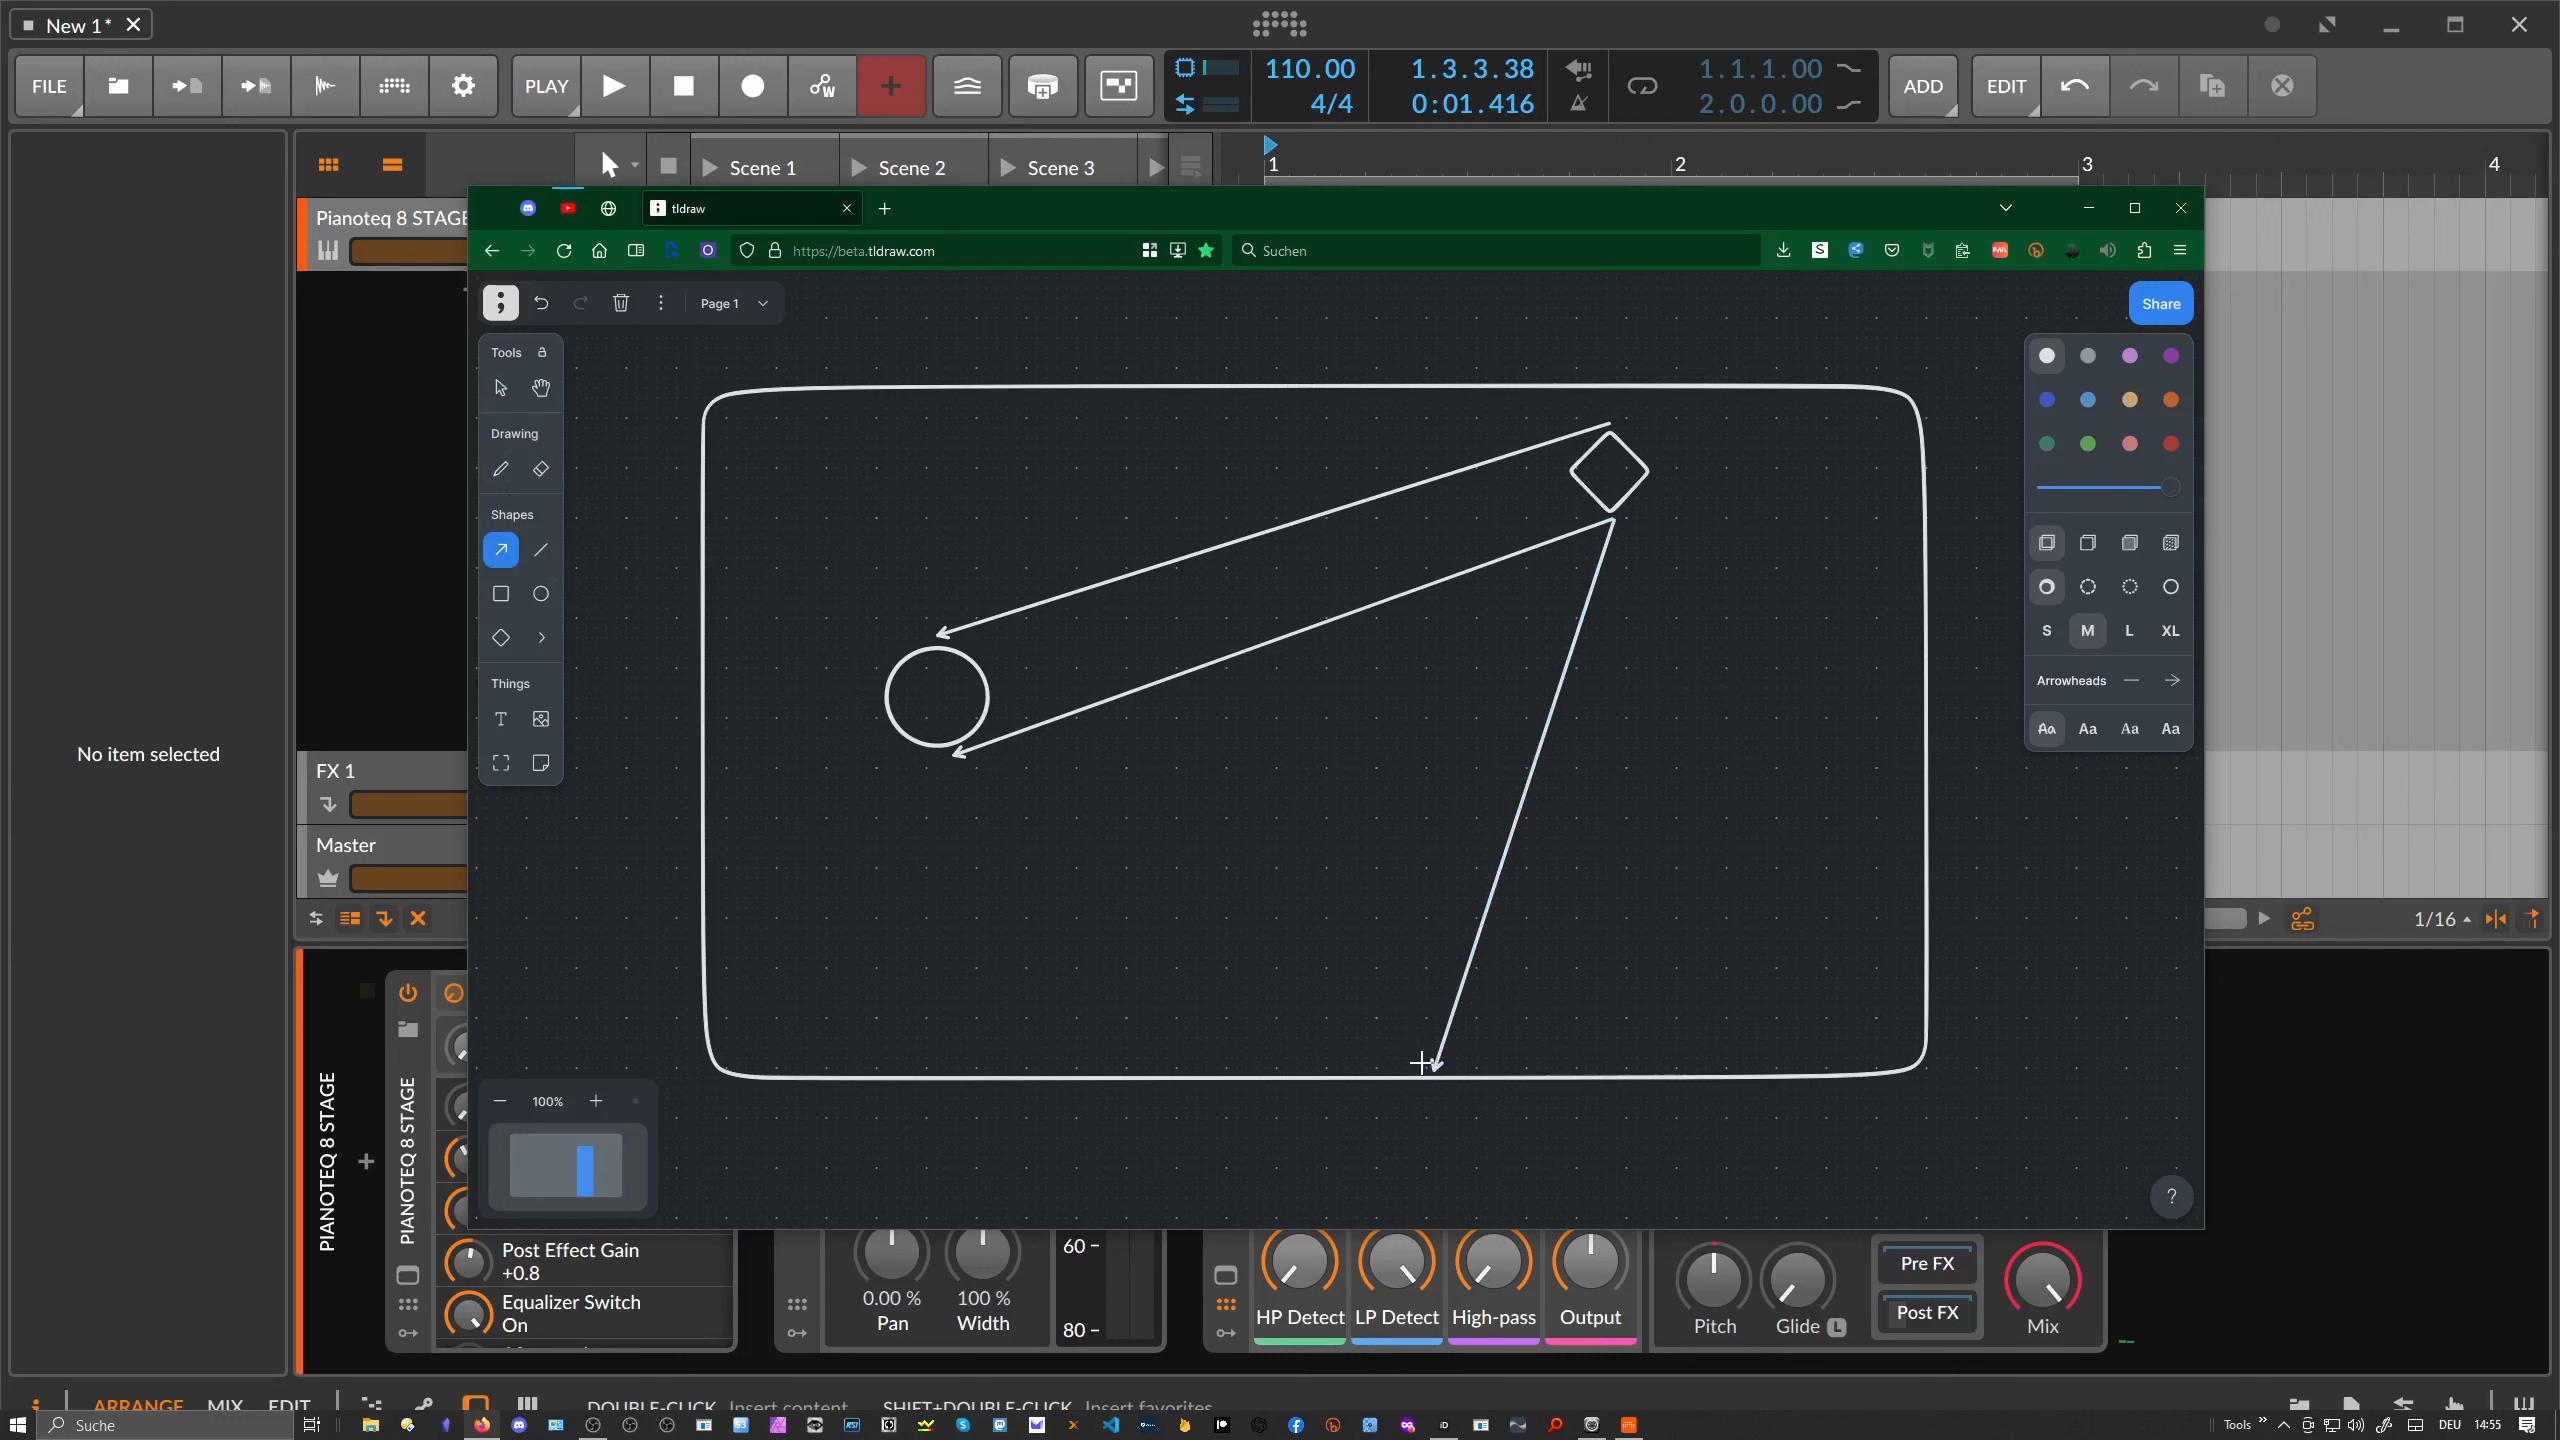 New 1*
FILE
PLAY
110.00
4/4
1.3.3.38
0:01.416
1.1.1.00
2.0.0.00
ADD
EDIT
Scene 1
Scene 2
Scene 3
1
2
3
4
Pianoteq 8 STAGE
tldraw
https://beta.tldraw.com
Suchen
Page 1
Share
Tools
Drawing
Shapes
Things
T
S
M
L
XL
Arrowheads
Aa
Aa
Aa
Aa
No item selected
FX 1
Master
1/16
100%
?
PIANOTEQ 8 STAGE
PIANOTEQ 8 STAGE
Post Effect Gain
+0.8
Equalizer Switch
On
0.00 %
Pan
100 %
Width
60
80
HP Detect
LP Detect
High-pass
Output
Pitch
Glide
L
Pre FX
Post FX
Mix
ARRANGE
MIX
EDIT
DOUBLE-CLICK Insert content
SHIFT+DOUBLE-CLICK Insert favorites
Suche
Tools
DEU
14:55